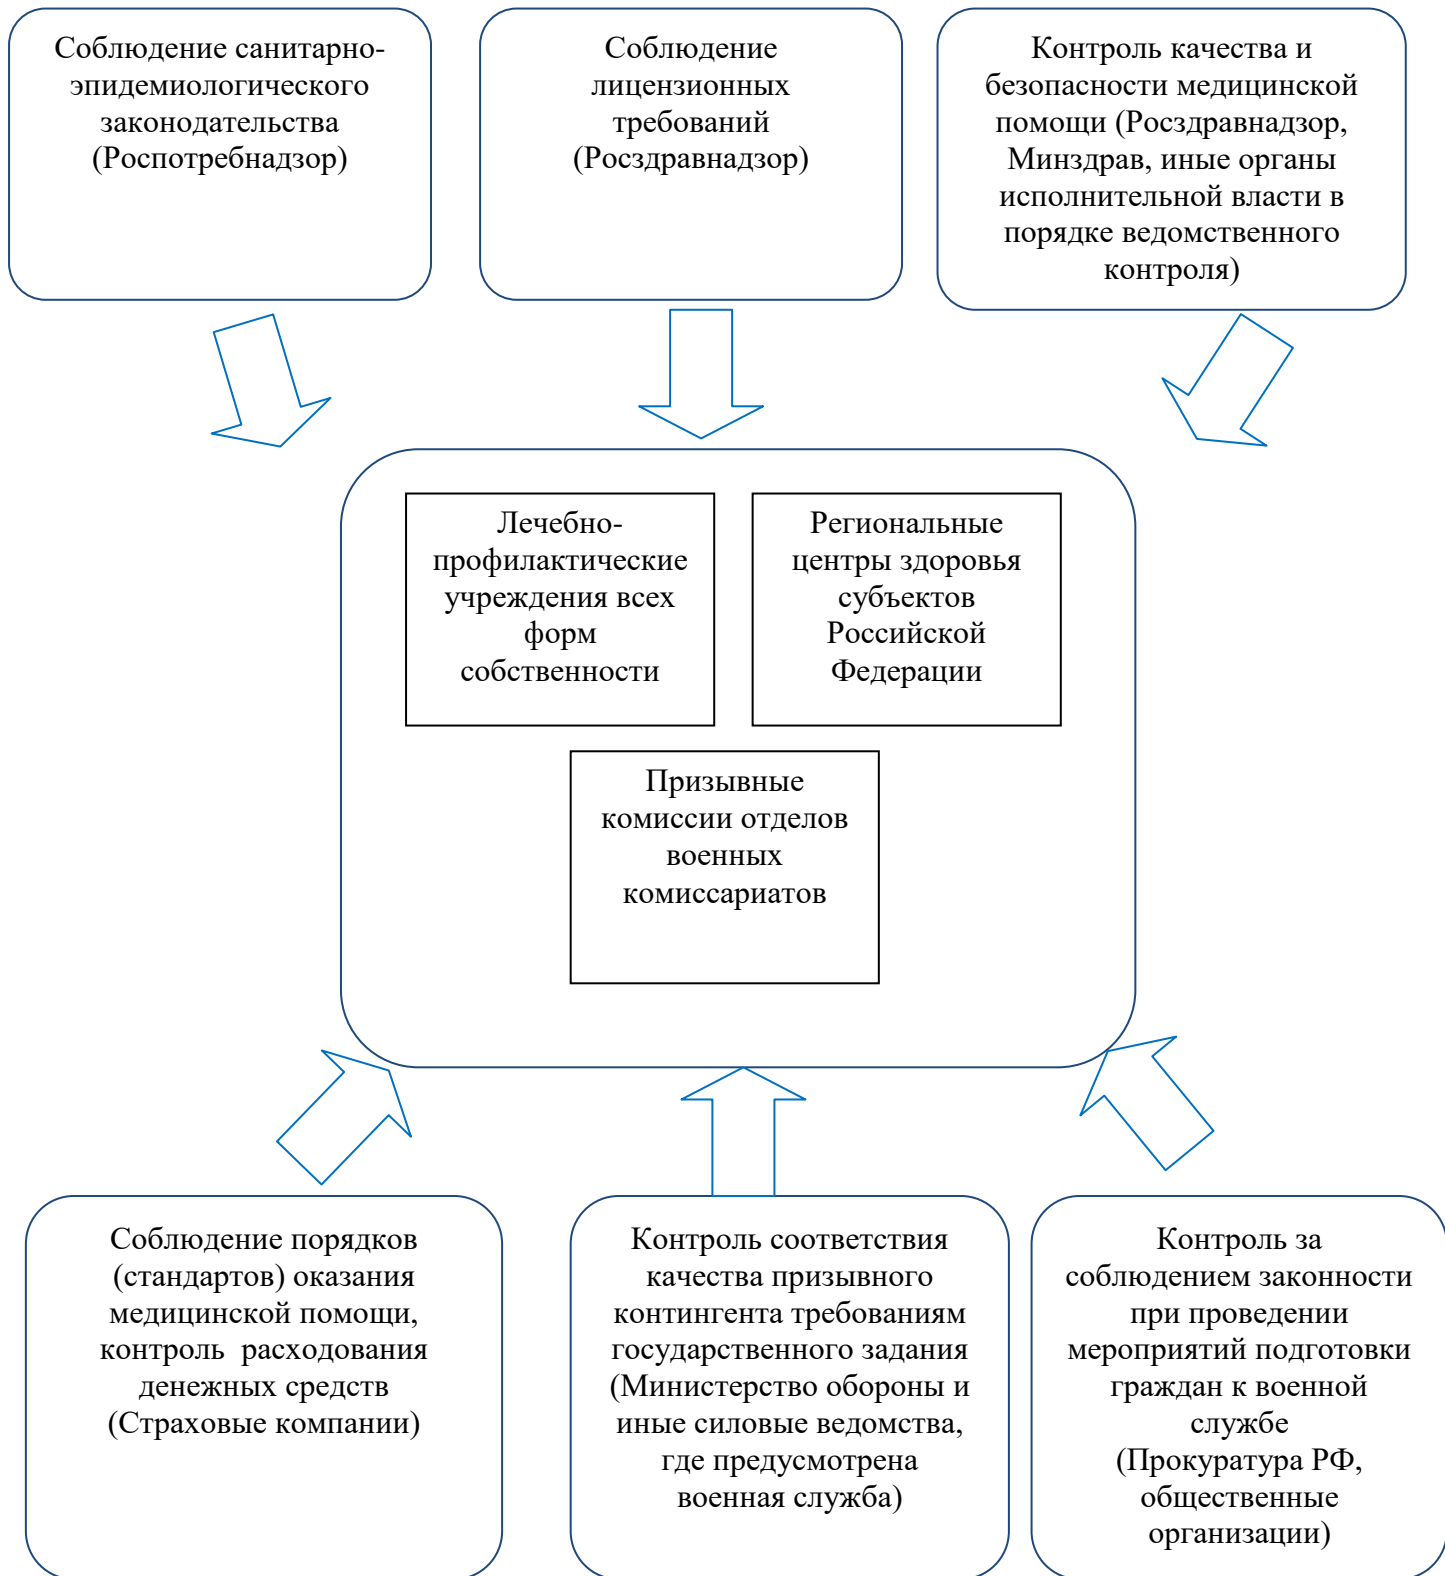 Соблюдение санитарно-
эпидемиологического
законодательства
(Роспотребнадзор)
Соблюдение
лицензионных
требований
(Росздравнадзор)
Контроль качества и
безопасности медицинской
помощи (Росздравнадзор,
Минздрав, иные органы
исполнительной власти в
порядке ведомственного
контроля)
Лечебно-
профилактические
учреждения всех
форм
собственности
Региональные
центры здоровья
субъектов
Российской
Федерации
Призывные
комиссии отделов
военных
комиссариатов
Соблюдение порядков
(стандартов) оказания
медицинской помощи,
контроль расходования
денежных средств
(Страховые компании)
Контроль соответствия
качества призывного
контингента требованиям
государственного задания
(Министерство обороны и
иные силовые ведомства,
где предусмотрена
военная служба)
Контроль за
соблюдением законности
при проведении
мероприятий подготовки
граждан к военной
службе
(Прокуратура РФ,
общественные
организации)